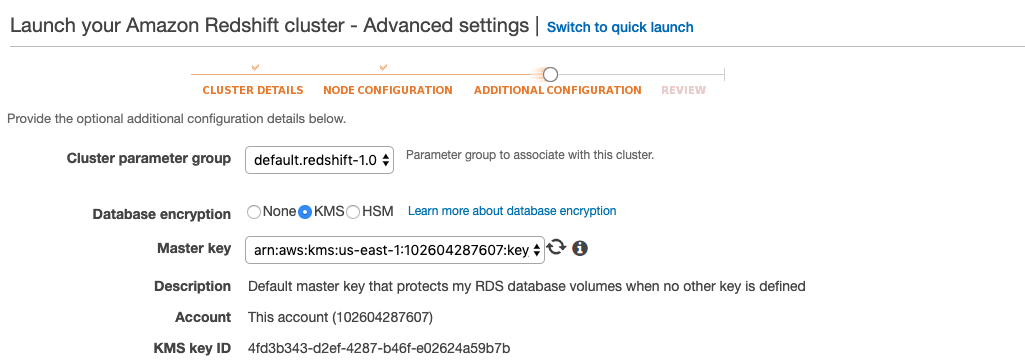 Launch your Amazon Redshift cluster - Advanced settings | Switch to quick launch
CLUSTER DETAILS NODE CONFIGURATION ADDITIONAL CONFIGURATION REVIEW
Provide the optional additional configuration details below.
Cluster parameter group default.redshift-1.0 Parameter group to associate with this cluster.
Database encryption None KMS HSM Learn more about database encryption
Master key arn:aws:kms:us-east-1:102604287607:key
Description Default master key that protects my RDS database volumes when no other key is defined
Account This account (102604287607)
KMS key ID 4fd3b343-d2ef-4287-b46f-e02624a59b7b